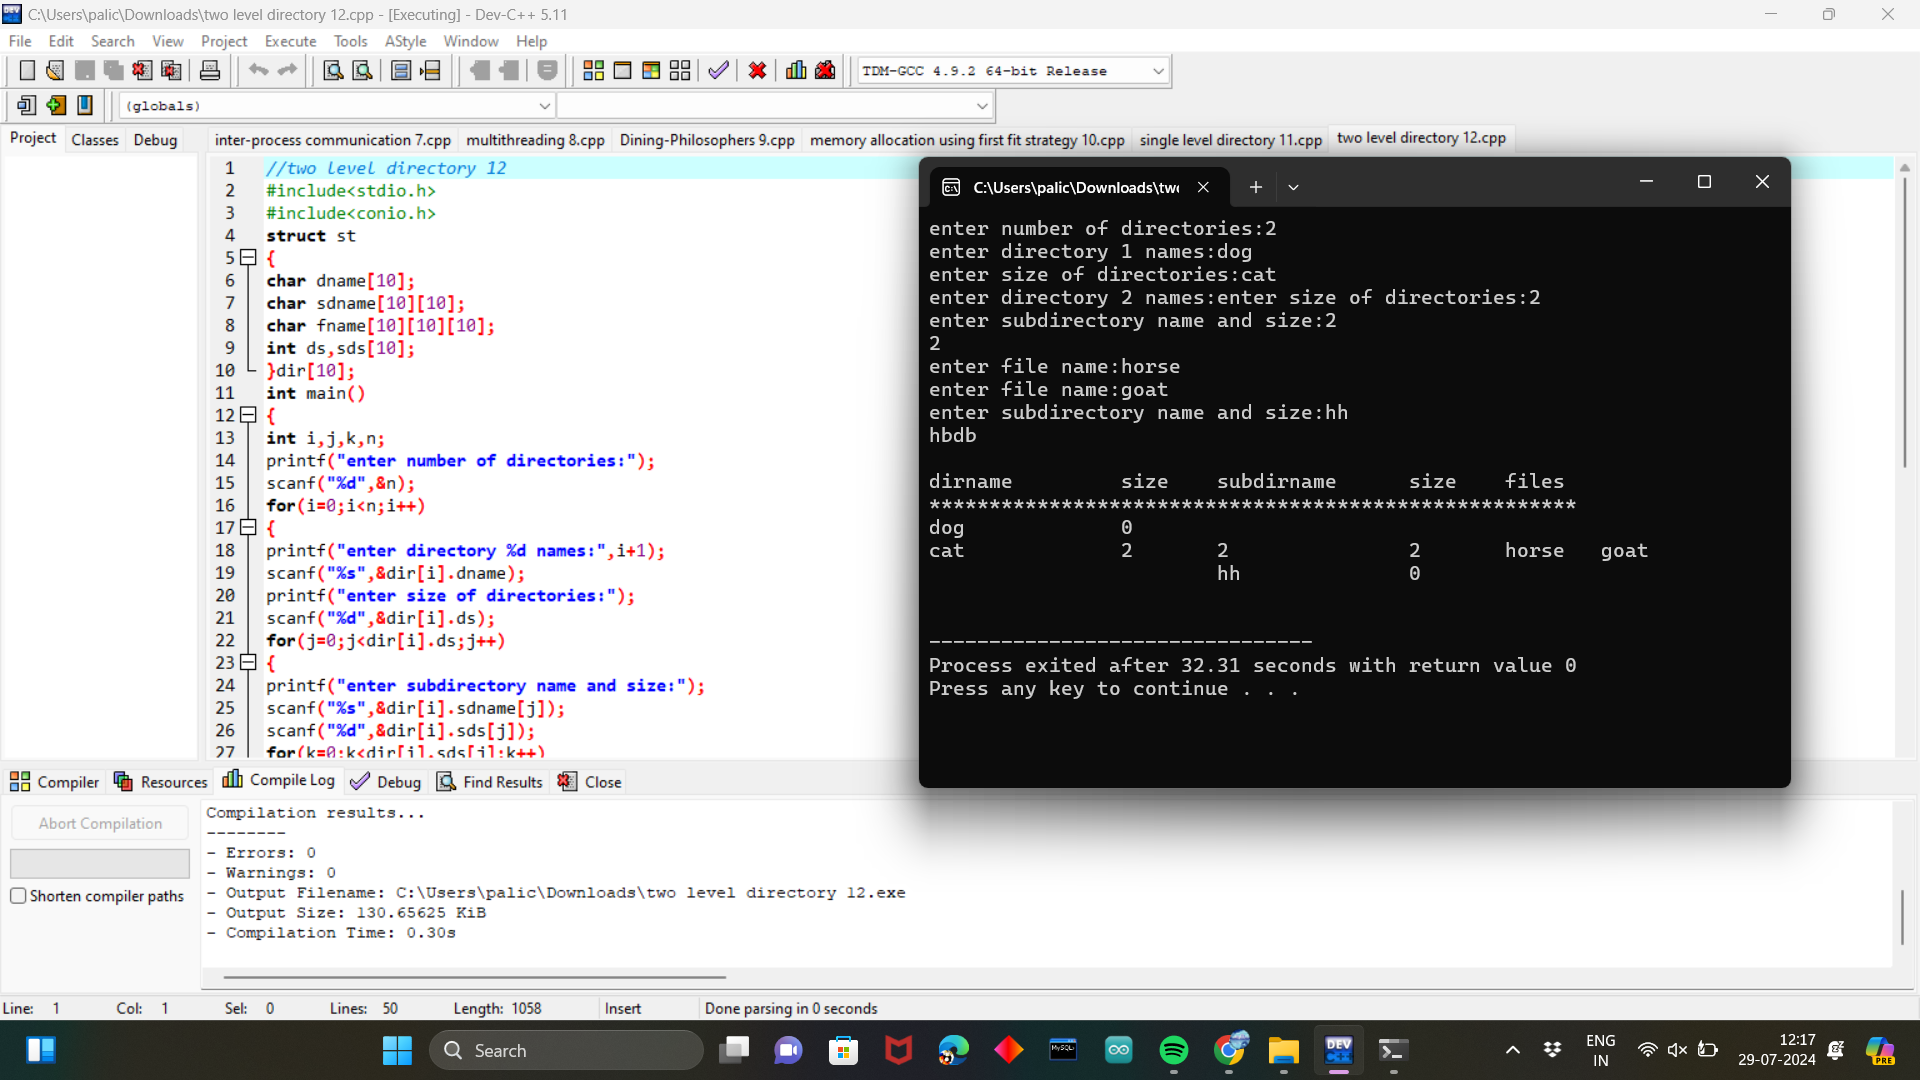 C:\Users\palic\Downloads\two level directory 12.cpp - [Executing] - Dev-C++ 5.11
File Edit Search View Project Execute Tools AStyle Window Help
TDM-GCC 4.9.2 64-bit Release
(globals)
Project Classes Debug
inter-process communication 7.cpp multithreading 8.cpp Dining-Philosophers 9.cpp memory allocation using first fit strategy 10.cpp single level directory 11.cpp two level directory 12.cpp
1 //two level directory 12
2 #include<stdio.h>
3 #include<conio.h>
4 struct st
5 {
6 char dname[10];
7 char sdname[10][10];
8 char fname[10][10][10];
9 int ds,sds[10];
10 }dir[10];
11 int main()
12 {
13 int i,j,k,n;
14 printf("enter number of directories:");
15 scanf("%d",&n);
16 for(i=0;i<n;i++)
17 {
18 printf("enter directory %d names:",i+1);
19 scanf("%s",&dir[i].dname);
20 printf("enter size of directories:");
21 scanf("%d",&dir[i].ds);
22 for(j=0;j<dir[i].ds;j++)
23 {
24 printf("enter subdirectory name and size:");
25 scanf("%s",&dir[i].sdname[j]);
26 scanf("%d",&dir[i].sds[j]);
27 for(k=0;k<dir[i].sds[j];k++)
C:\Users\palic\Downloads\two
enter number of directories:2
enter directory 1 names:dog
enter size of directories:cat
enter directory 2 names:enter size of directories:2
enter subdirectory name and size:2
2
enter file name:horse
enter file name:goat
enter subdirectory name and size:hh
hbdb
dirname size subdirname size files
******************************************************
dog 0
cat 2 2 2 horse goat
hh 0
--------------------------------
Process exited after 32.31 seconds with return value 0
Press any key to continue . . .
Compiler Resources Compile Log Debug Find Results Close
Abort Compilation
Shorten compiler paths
Compilation results...
--------
- Errors: 0
- Warnings: 0
- Output Filename: C:\Users\palic\Downloads\two level directory 12.exe
- Output Size: 130.65625 KiB
- Compilation Time: 0.30s
Line: 1 Col: 1 Sel: 0 Lines: 50 Length: 1058 Insert Done parsing in 0 seconds
Search
MySQL
DEV
PRE
ENG
IN
12:17
29-07-2024